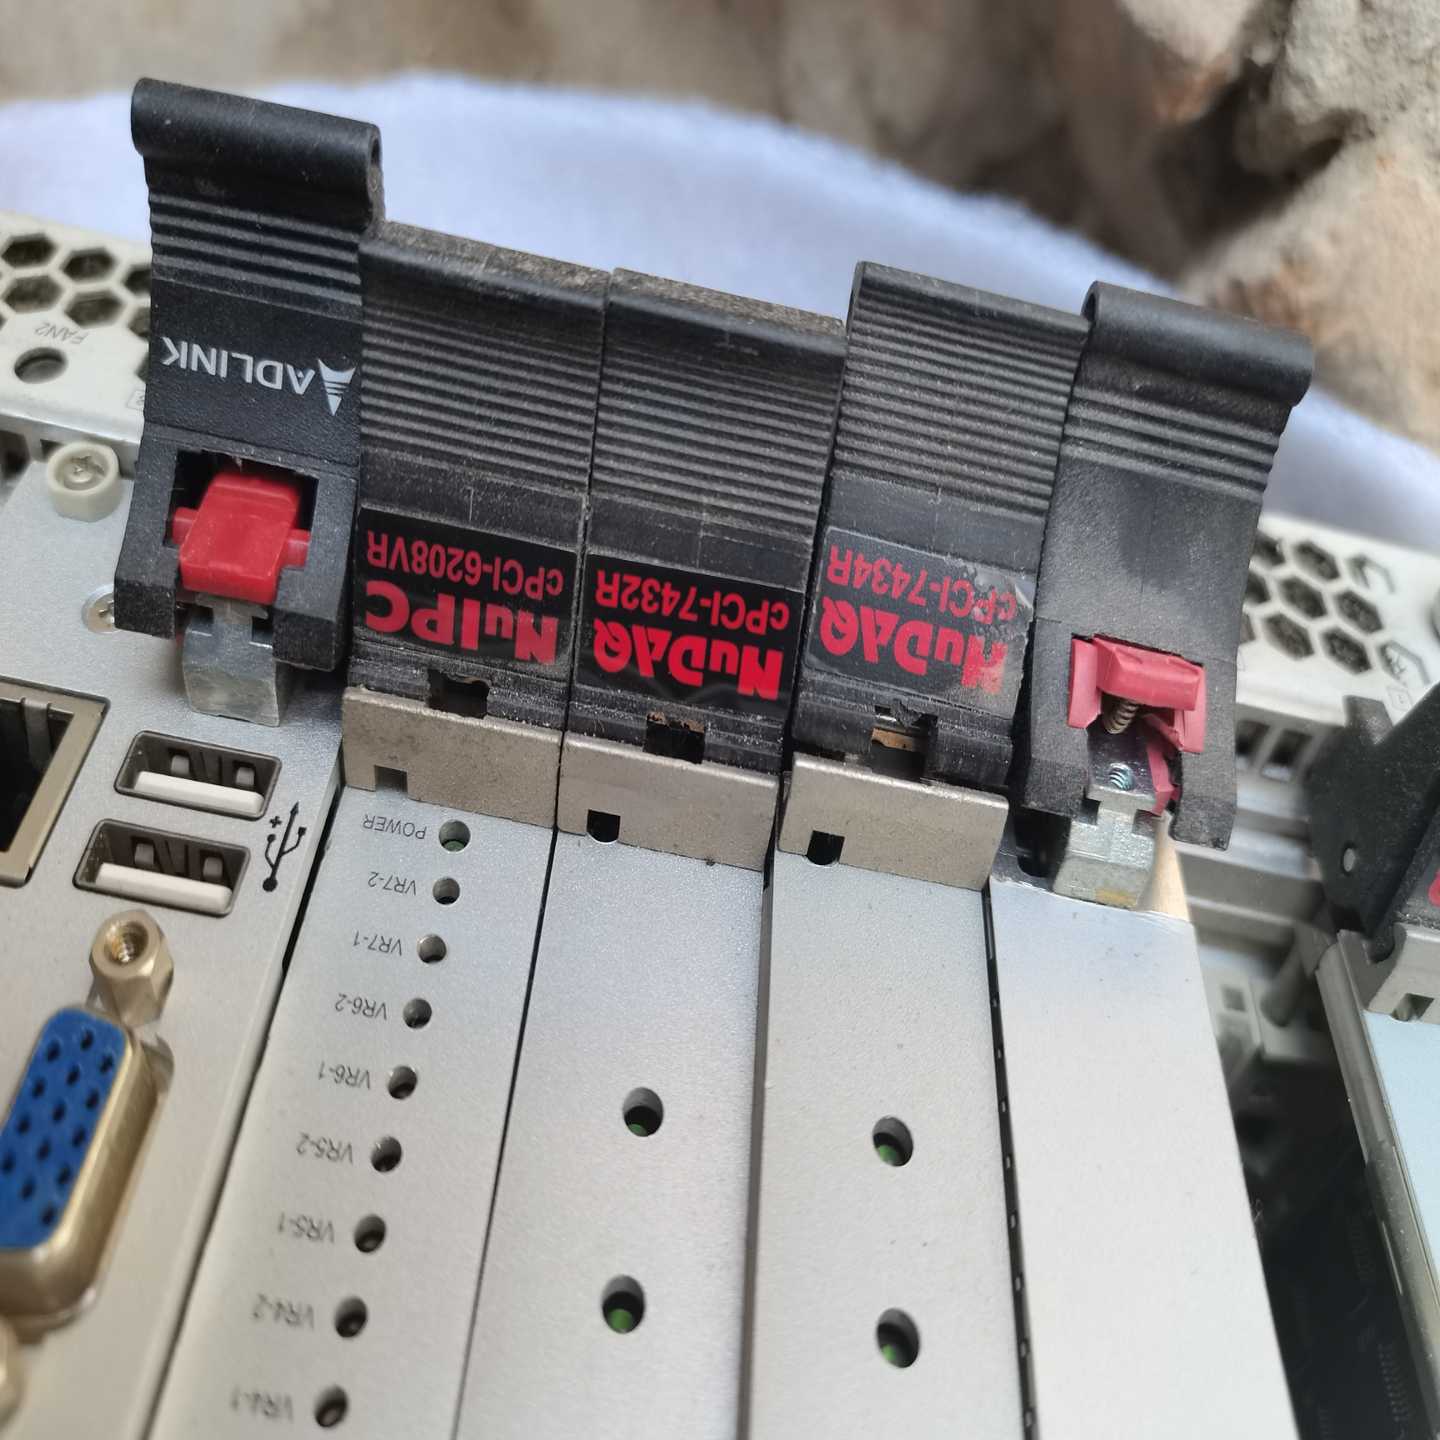 FAN2
ADLINK
NuIPC
cPCI-6208VR
NuDAQ
cPCI-7432R
NuDAQ
cPCI-7434R
POWER
VR7-2
VR7-1
VR6-2
VR6-1
VR5-2
VR5-1
VR4-2
VR4-1